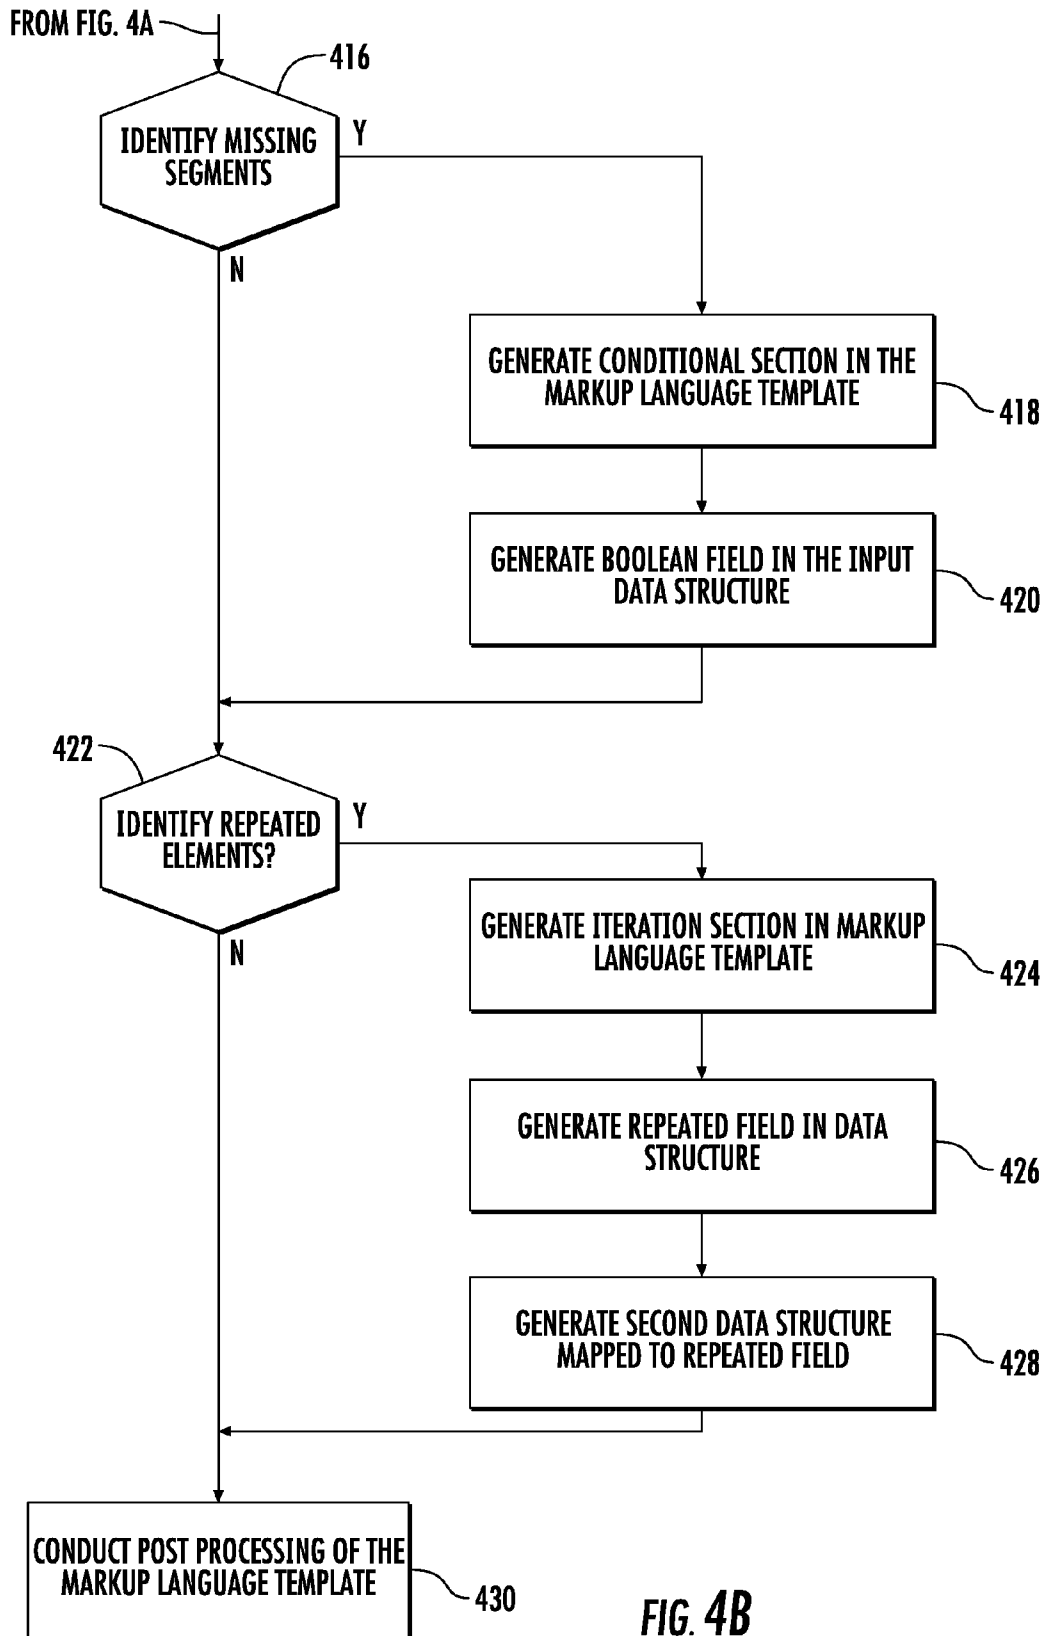 FROM FIG. 4A
416
IDENTIFY MISSING
SEGMENTS
Y
N
GENERATE CONDITIONAL SECTION IN THE
MARKUP LANGUAGE TEMPLATE
418
GENERATE BOOLEAN FIELD IN THE INPUT
DATA STRUCTURE
420
422
IDENTIFY REPEATED
ELEMENTS?
Y
N
GENERATE ITERATION SECTION IN MARKUP
LANGUAGE TEMPLATE
424
GENERATE REPEATED FIELD IN DATA
STRUCTURE
426
GENERATE SECOND DATA STRUCTURE
MAPPED TO REPEATED FIELD
428
CONDUCT POST PROCESSING OF THE
MARKUP LANGUAGE TEMPLATE
430
FIG. 4B